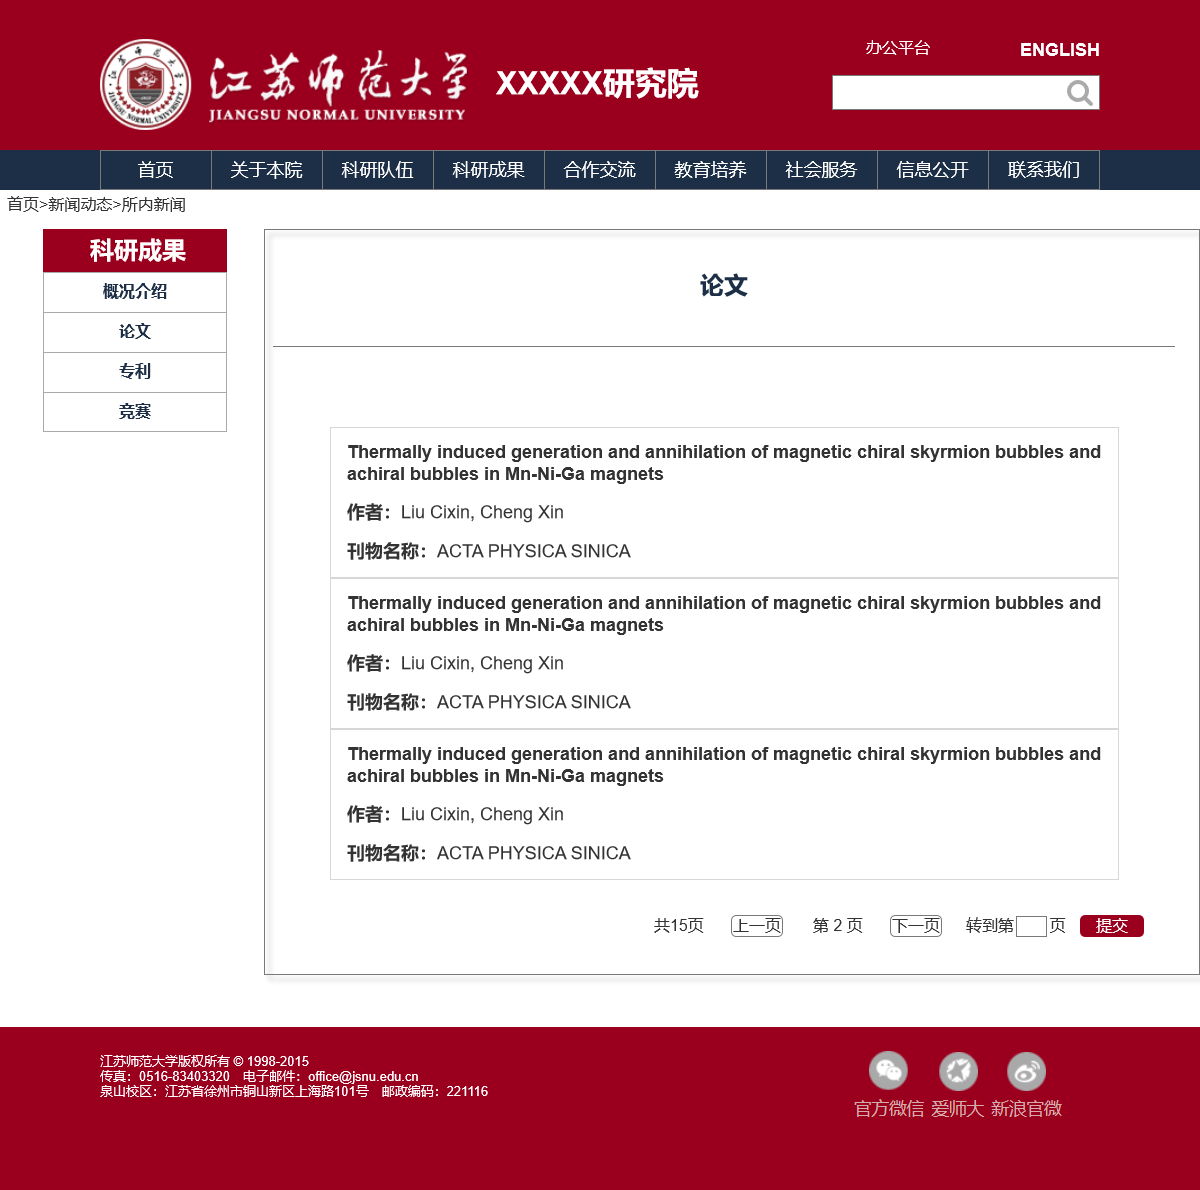 江苏师范大学
JIANGSU NORMAL UNIVERSITY
XXXXX研究院
办公平台
ENGLISH
首页 关于本院 科研队伍 科研成果 合作交流 教育培养 社会服务 信息公开 联系我们
首页>新闻动态>所内新闻
科研成果
概况介绍
论文
专利
竞赛
论文
Thermally induced generation and annihilation of magnetic chiral skyrmion bubbles and
achiral bubbles in Mn-Ni-Ga magnets
作者：Liu Cixin, Cheng Xin
刊物名称：ACTA PHYSICA SINICA
Thermally induced generation and annihilation of magnetic chiral skyrmion bubbles and
achiral bubbles in Mn-Ni-Ga magnets
作者：Liu Cixin, Cheng Xin
刊物名称：ACTA PHYSICA SINICA
Thermally induced generation and annihilation of magnetic chiral skyrmion bubbles and
achiral bubbles in Mn-Ni-Ga magnets
作者：Liu Cixin, Cheng Xin
刊物名称：ACTA PHYSICA SINICA
共15页 上一页 第 2 页 下一页 转到第 页 提交
江苏师范大学版权所有 © 1998-2015
传真：0516-83403320 电子邮件：office@jsnu.edu.cn
泉山校区：江苏省徐州市铜山新区上海路101号 邮政编码：221116
官方微信 爱师大 新浪官微